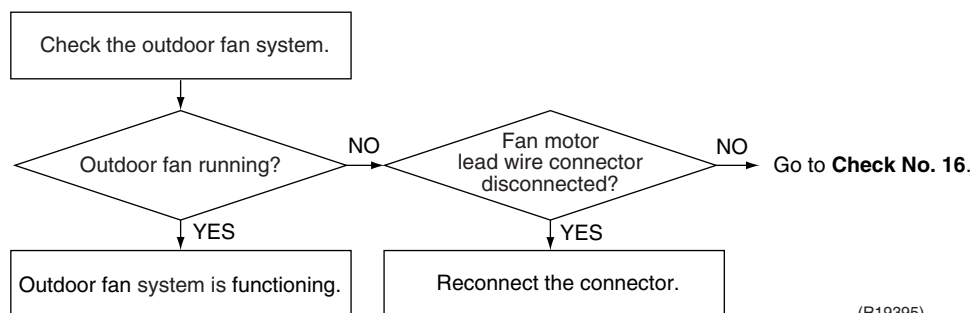 Check the outdoor fan system.
Outdoor fan running?
NO
Fan motor
lead wire connector
disconnected?
NO
Go to Check No. 16.
YES
YES
Outdoor fan system is functioning.
Reconnect the connector.
(R19395)